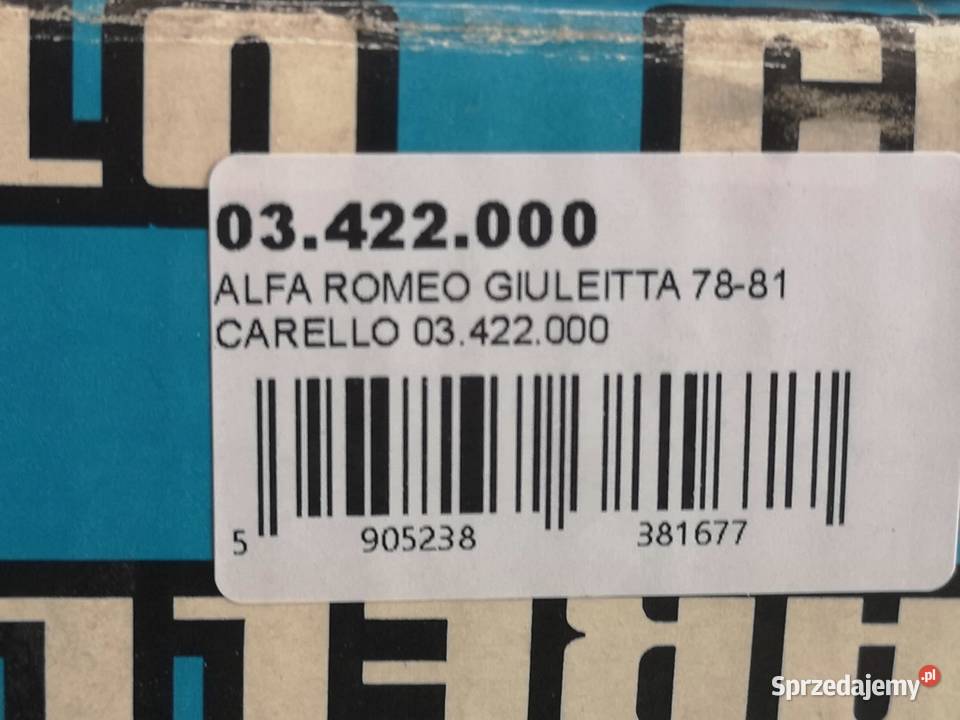 03.422.000
ALFA ROMEO GIULEITTA 78-81
CARELLO 03.422.000
5 905238 381677
Sprzedajemy.pl